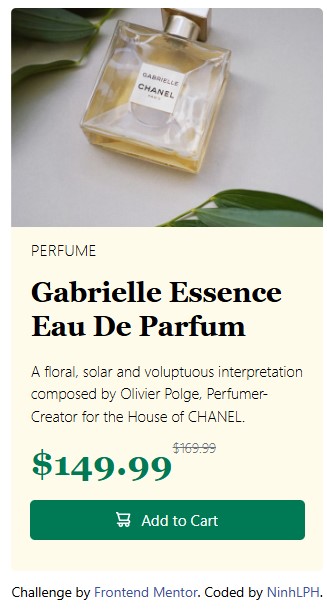 GABRIELLE
CHANEL
PARIS
PERFUME
Gabrielle Essence
Eau De Parfum
A floral, solar and voluptuous interpretation
composed by Olivier Polge, Perfumer-
Creator for the House of CHANEL.
$149.99 $169.99
Add to Cart
Challenge by Frontend Mentor. Coded by NinhLPH.